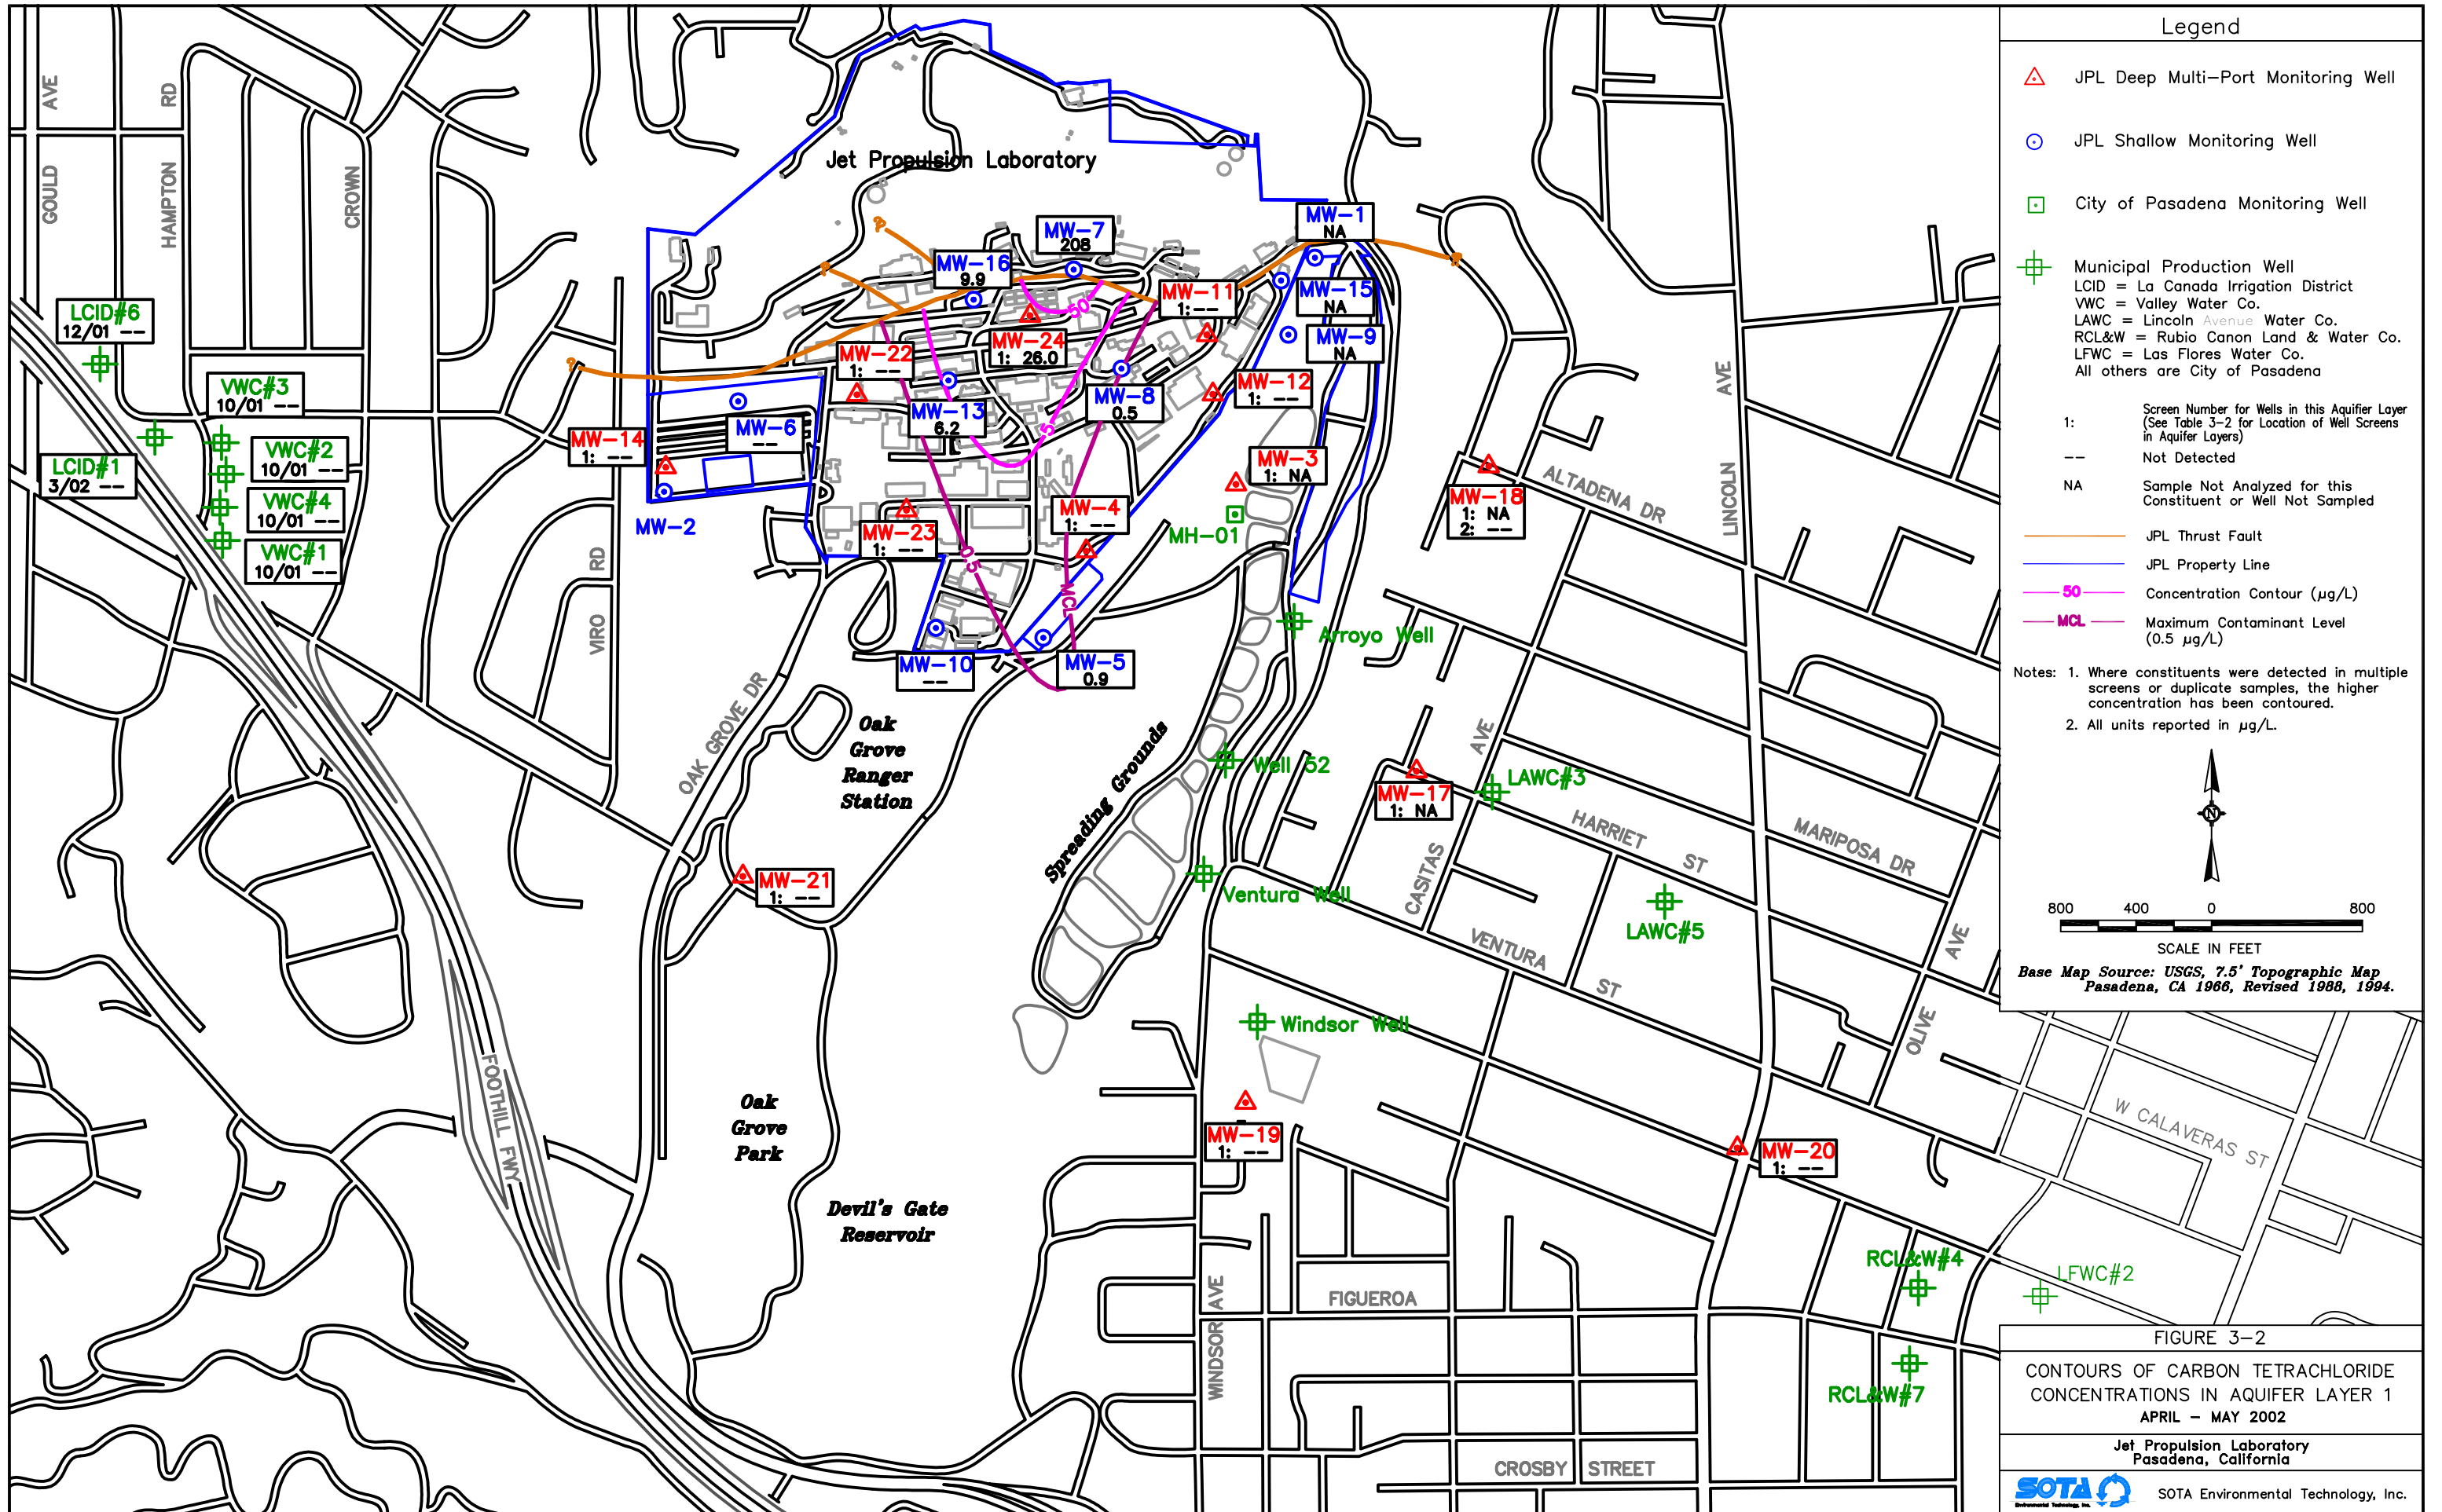 GOULD AVE
HAMPTON RD
CROWN
Jet Propulsion Laboratory
LCID#6
12/01 --
VWC#3
10/01 --
VWC#2
10/01 --
LCID#1
3/02 --
VWC#4
10/01 --
VWC#1
10/01 --
?
?
?
?
MW-7
208
MW-16
9.9
MW-1
NA
MW-15
NA
MW-9
NA
MW-11
1: --
50
MW-24
1: 26.0
MW-22
1: --
MW-13
6.2
MW-8
0.5
5
MW-12
1: --
MW-14
1: --
MW-6
--
MW-2
MW-3
1: NA
MH-01
MW-4
1: --
MW-23
1: --
0.5
MCL
MW-10
--
MW-5
0.9
MW-18
1: NA
2: --
ALTADENA DR
LINCOLN AVE
VIRO RD
OAK GROVE DR
Oak
Grove
Ranger
Station
Spreading Grounds
Arroyo Well
Well 52
Ventura Well
MW-17
1: NA
LAWC#3
CASITAS AVE
HARRIET ST
MARIPOSA DR
LAWC#5
VENTURA ST
OLIVE AVE
MW-21
1: --
Windsor Well
MW-19
1: --
MW-20
1: --
FOOTHILL FWY
Oak
Grove
Park
Devil's Gate
Reservoir
WINDSOR AVE
FIGUEROA
CROSBY STREET
W CALAVERAS ST
RCL&W#4
LFWC#2
RCL&W#7
Legend
JPL Deep Multi-Port Monitoring Well
JPL Shallow Monitoring Well
City of Pasadena Monitoring Well
Municipal Production Well
LCID = La Canada Irrigation District
VWC = Valley Water Co.
LAWC = Lincoln Avenue Water Co.
RCL&W = Rubio Canon Land & Water Co.
LFWC = Las Flores Water Co.
All others are City of Pasadena
1: Screen Number for Wells in this Aquifier Layer
(See Table 3-2 for Location of Well Screens
in Aquifer Layers)
-- Not Detected
NA Sample Not Analyzed for this
Constituent or Well Not Sampled
JPL Thrust Fault
JPL Property Line
50 Concentration Contour (µg/L)
MCL Maximum Contaminant Level
(0.5 µg/L)
Notes: 1. Where constituents were detected in multiple
screens or duplicate samples, the higher
concentration has been contoured.
2. All units reported in µg/L.
N
800 400 0 800
SCALE IN FEET
Base Map Source: USGS, 7.5' Topographic Map
Pasadena, CA 1966, Revised 1988, 1994.
FIGURE 3-2
CONTOURS OF CARBON TETRACHLORIDE
CONCENTRATIONS IN AQUIFER LAYER 1
APRIL - MAY 2002
Jet Propulsion Laboratory
Pasadena, California
SOTA
Environmental Technology, Inc.
SOTA Environmental Technology, Inc.